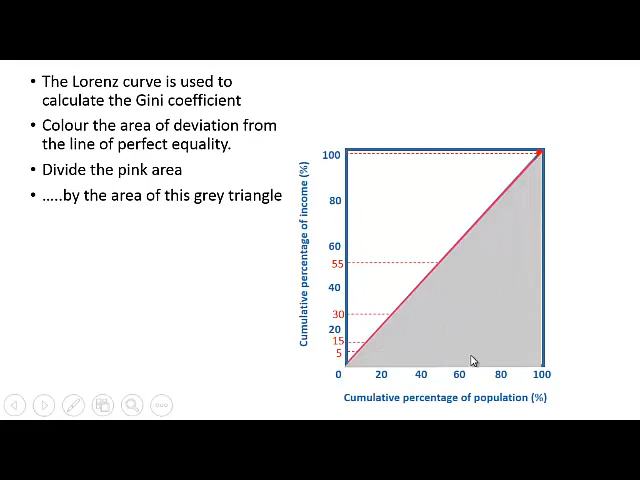 • The Lorenz curve is used to
calculate the Gini coefficient
• Colour the area of deviation from
the line of perfect equality.
• Divide the pink area
• …..by the area of this grey triangle
Cumulative percentage of income (%)
100
80
60
55
40
30
20
15
5
0 20 40 60 80 100
Cumulative percentage of population (%)